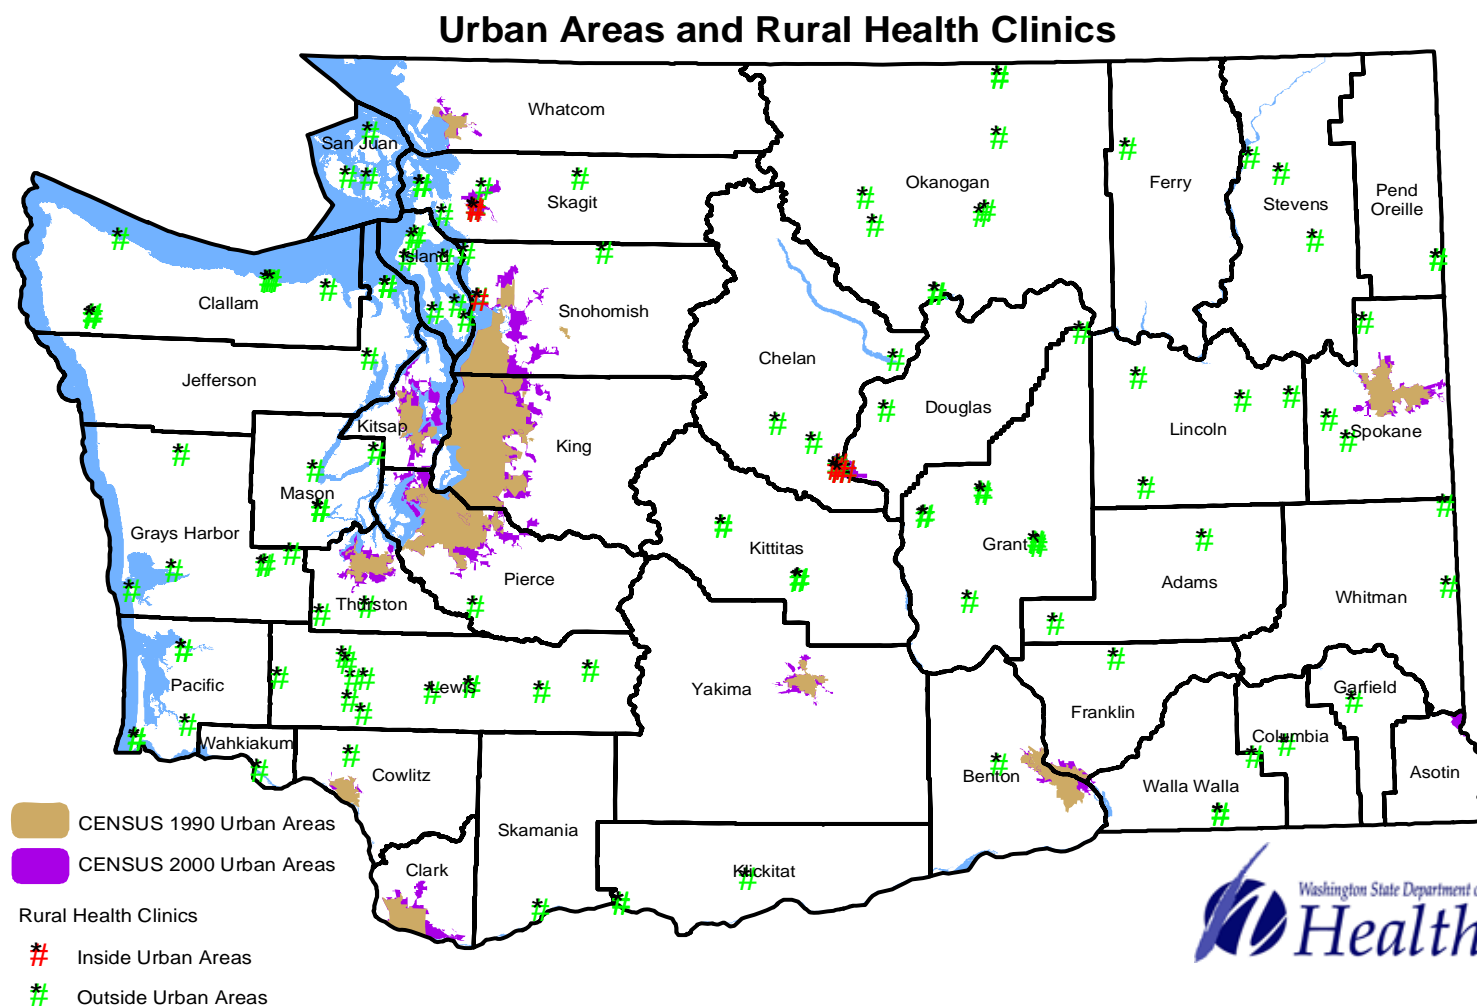 Urban Areas and Rural Health Clinics
Whatcom
San Juan
Skagit
Okanogan
Ferry
Stevens
Pend
Oreille
Island
Clallam
Snohomish
Chelan
Jefferson
Douglas
Kitsap
King
Lincoln
Spokane
Mason
Grays Harbor
Kittitas
Grant
Adams
Pierce
Thurston
Whitman
Pacific
Lewis
Yakima
Garfield
Franklin
Wahkiakum
Columbia
Cowlitz
Benton
Walla Walla
Asotin
CENSUS 1990 Urban Areas
Skamania
CENSUS 2000 Urban Areas
Clark
Klickitat
Rural Health Clinics
Inside Urban Areas
Outside Urban Areas
Washington State Department
Health